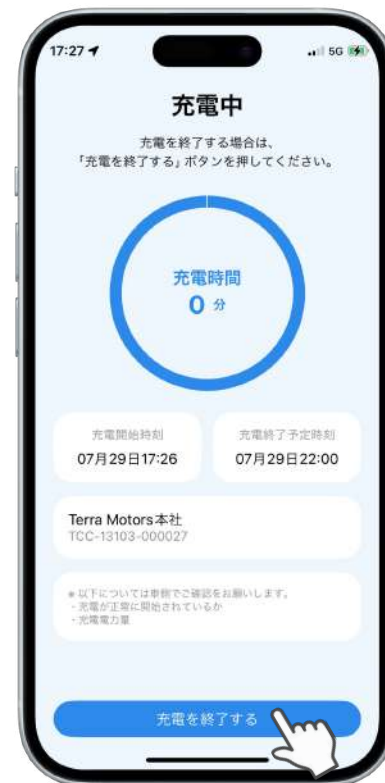 17:27
5G
充電中
充電を終了する場合は、
「充電を終了する」ボタンを押してください。
充電時間
0 分
充電開始時刻
07月29日17:26
充電終了予定時刻
07月29日22:00
Terra Motors本社
TCC-13103-000027
※以下については車側でご確認をお願いします。
・充電が正常に開始されているか
・充電電力量
充電を終了する